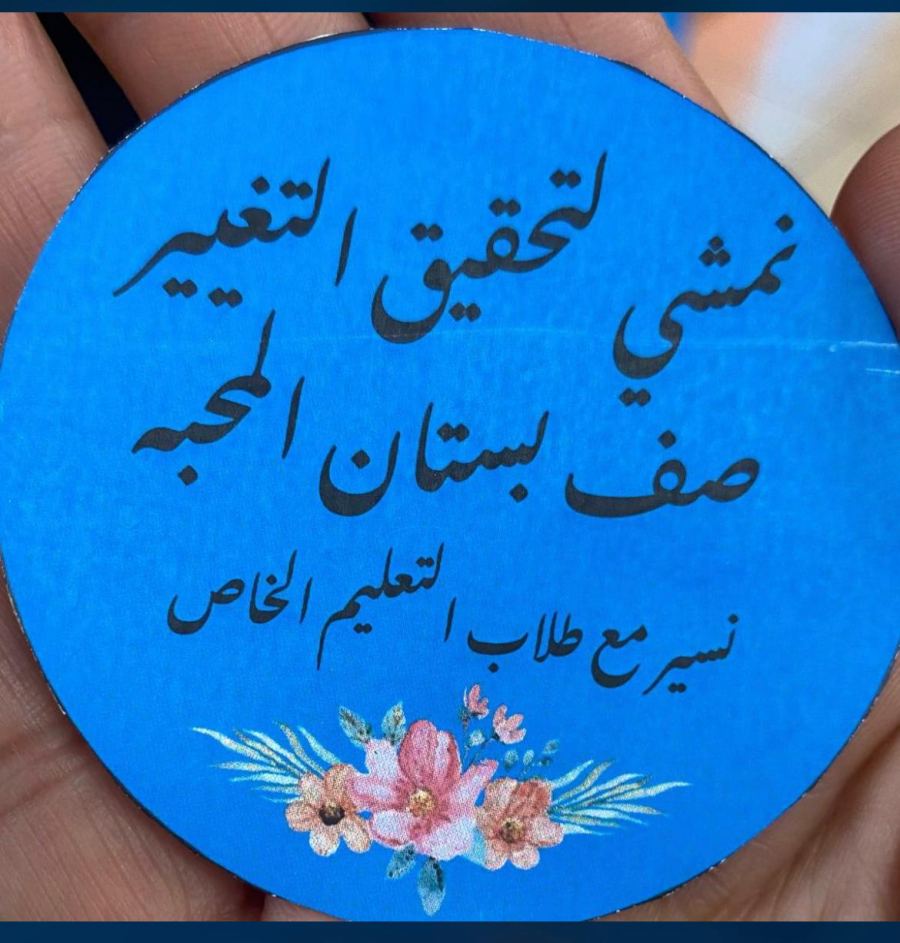 نمشي لتحقيق التغيير
صف بستان المحبه
نسير مع طلاب التعليم الخاص